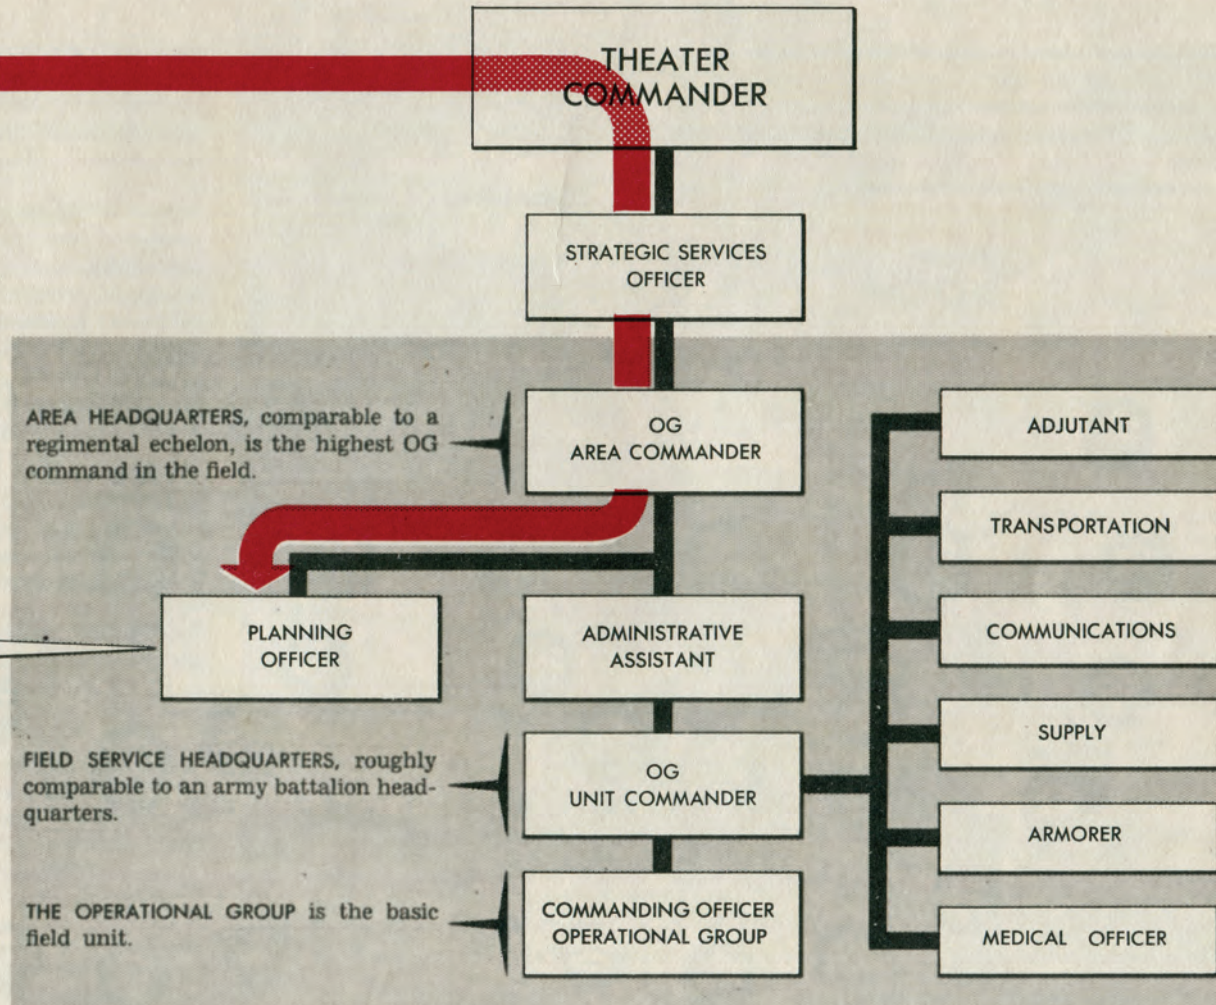 THEATER
COMMANDER
STRATEGIC SERVICES
OFFICER
AREA HEADQUARTERS, comparable to a
regimental echelon, is the highest OG
command in the field.
OG
AREA COMMANDER
ADJUTANT
TRANSPORTATION
PLANNING
OFFICER
ADMINISTRATIVE
ASSISTANT
COMMUNICATIONS
SUPPLY
FIELD SERVICE HEADQUARTERS, roughly
comparable to an army battalion head-
quarters.
OG
UNIT COMMANDER
ARMORER
THE OPERATIONAL GROUP is the basic
field unit.
COMMANDING OFFICER
OPERATIONAL GROUP
MEDICAL OFFICER